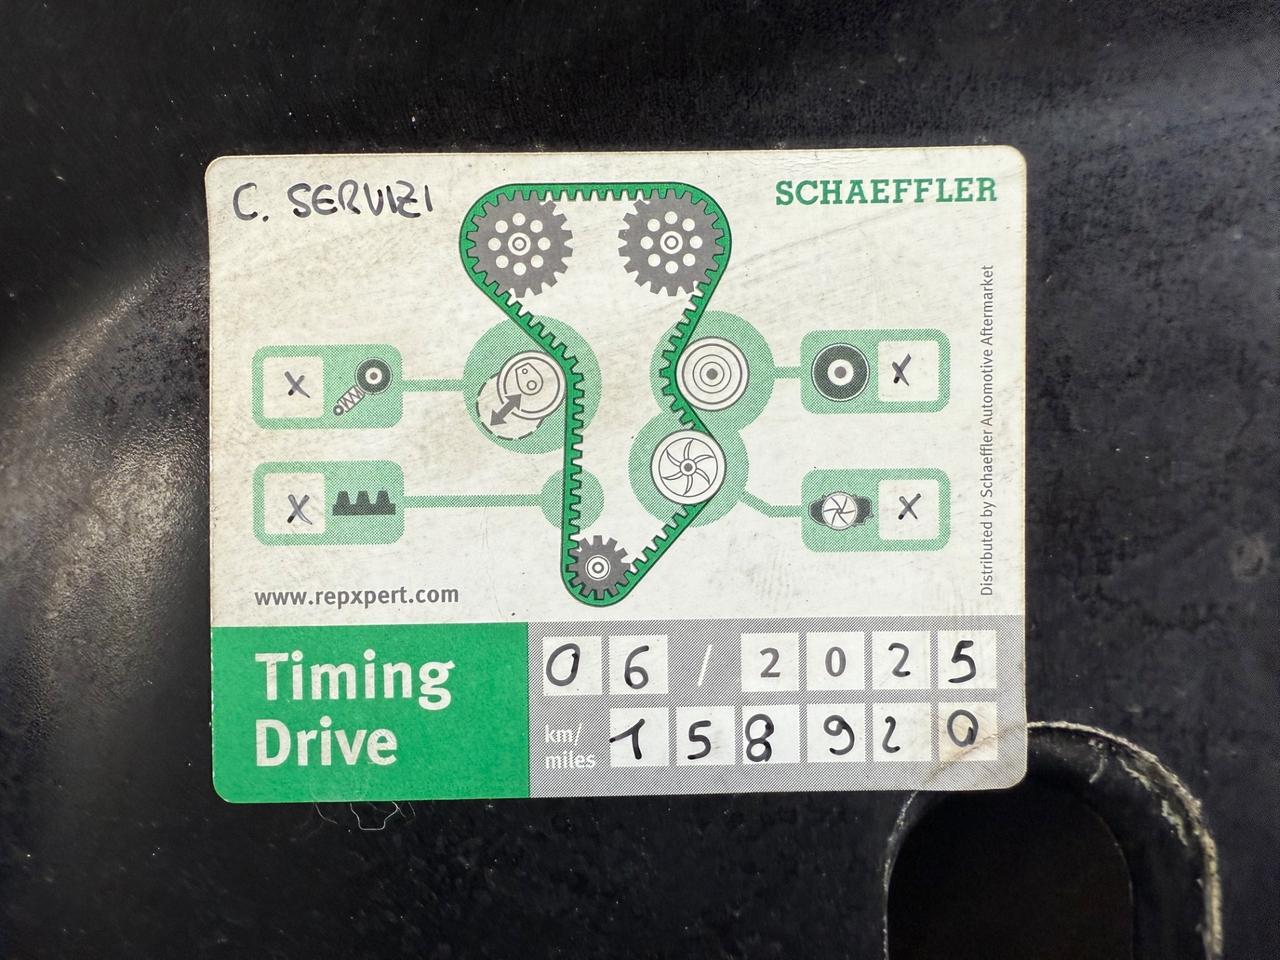 C. SERVIZI
SCHAEFFLER
X
X
X
X
Distributed by Schaeffler Automotive Aftermarket
www.repxpert.com
Timing
Drive
06/2025
km/
miles
158920